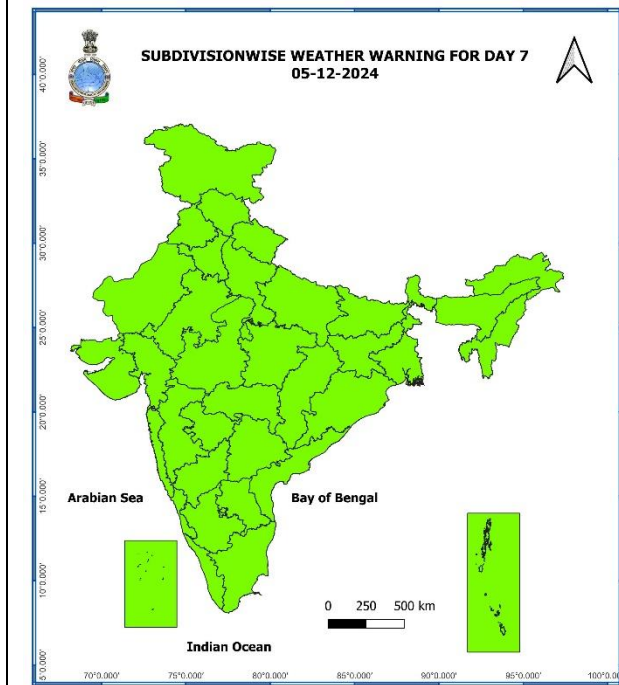 SUBDIVISIONWISE WEATHER WARNING FOR DAY 7
05-12-2024
40°0.000'
35°0.000'
30°0.000'
25°0.000'
20°0.000'
15°0.000'
10°0.000'
5°0.000'
Arabian Sea
Bay of Bengal
0 250 500 km
Indian Ocean
70°0.000' 75°0.000' 80°0.000' 85°0.000' 90°0.000' 95°0.000' 100°0.000'